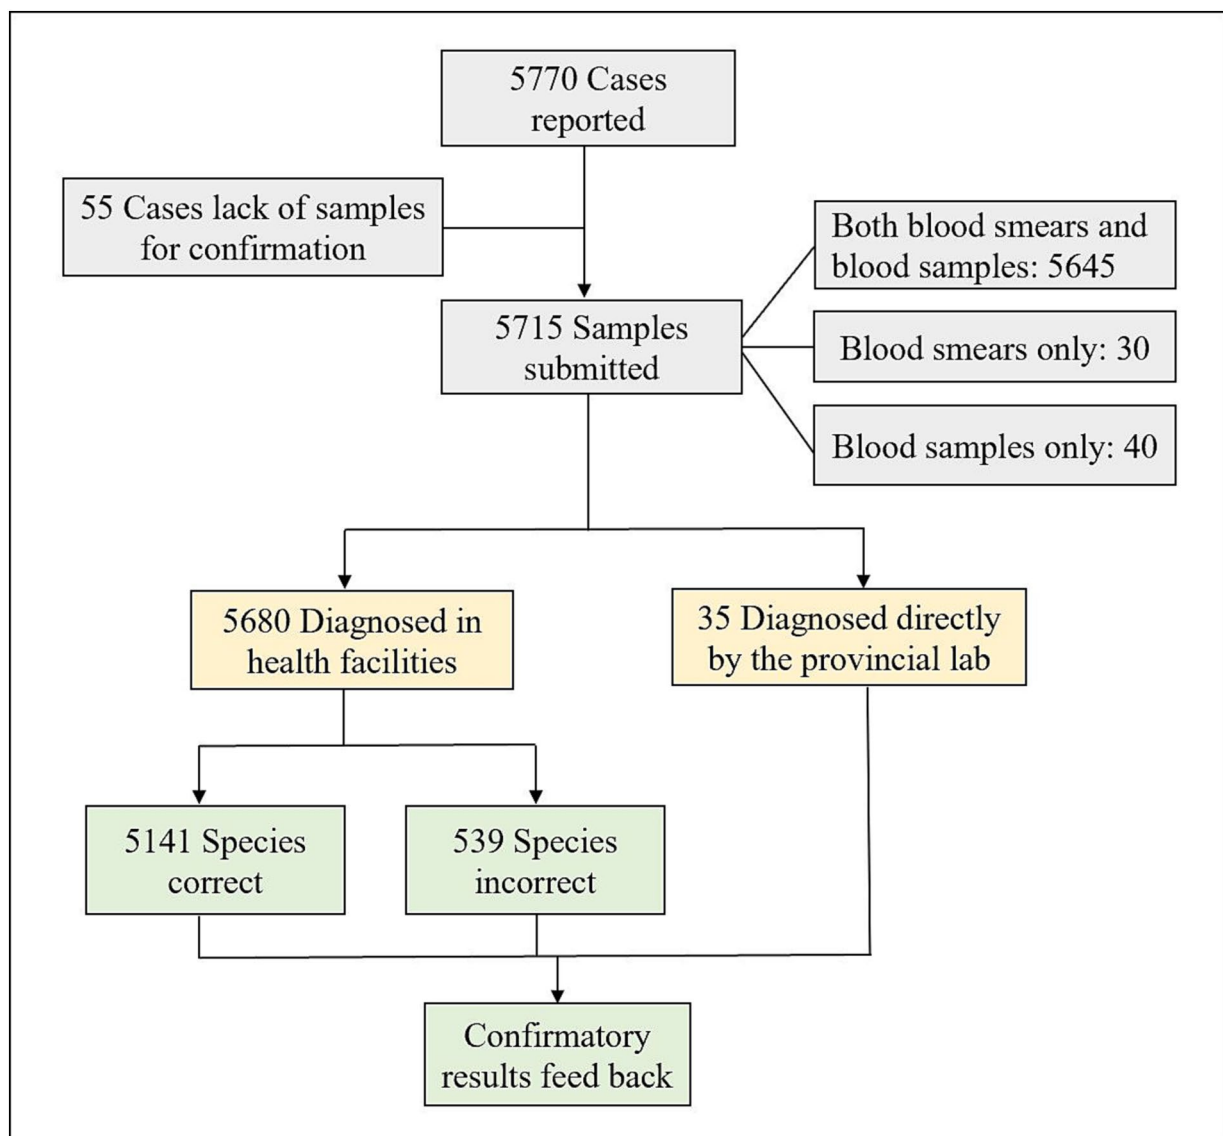 5770 Cases
reported
55 Cases lack of samples
for confirmation
Both blood smears and
blood samples: 5645
5715 Samples
submitted
Blood smears only: 30
Blood samples only: 40
5680 Diagnosed in
health facilities
35 Diagnosed directly
by the provincial lab
5141 Species
correct
539 Species
incorrect
Confirmatory
results feed back